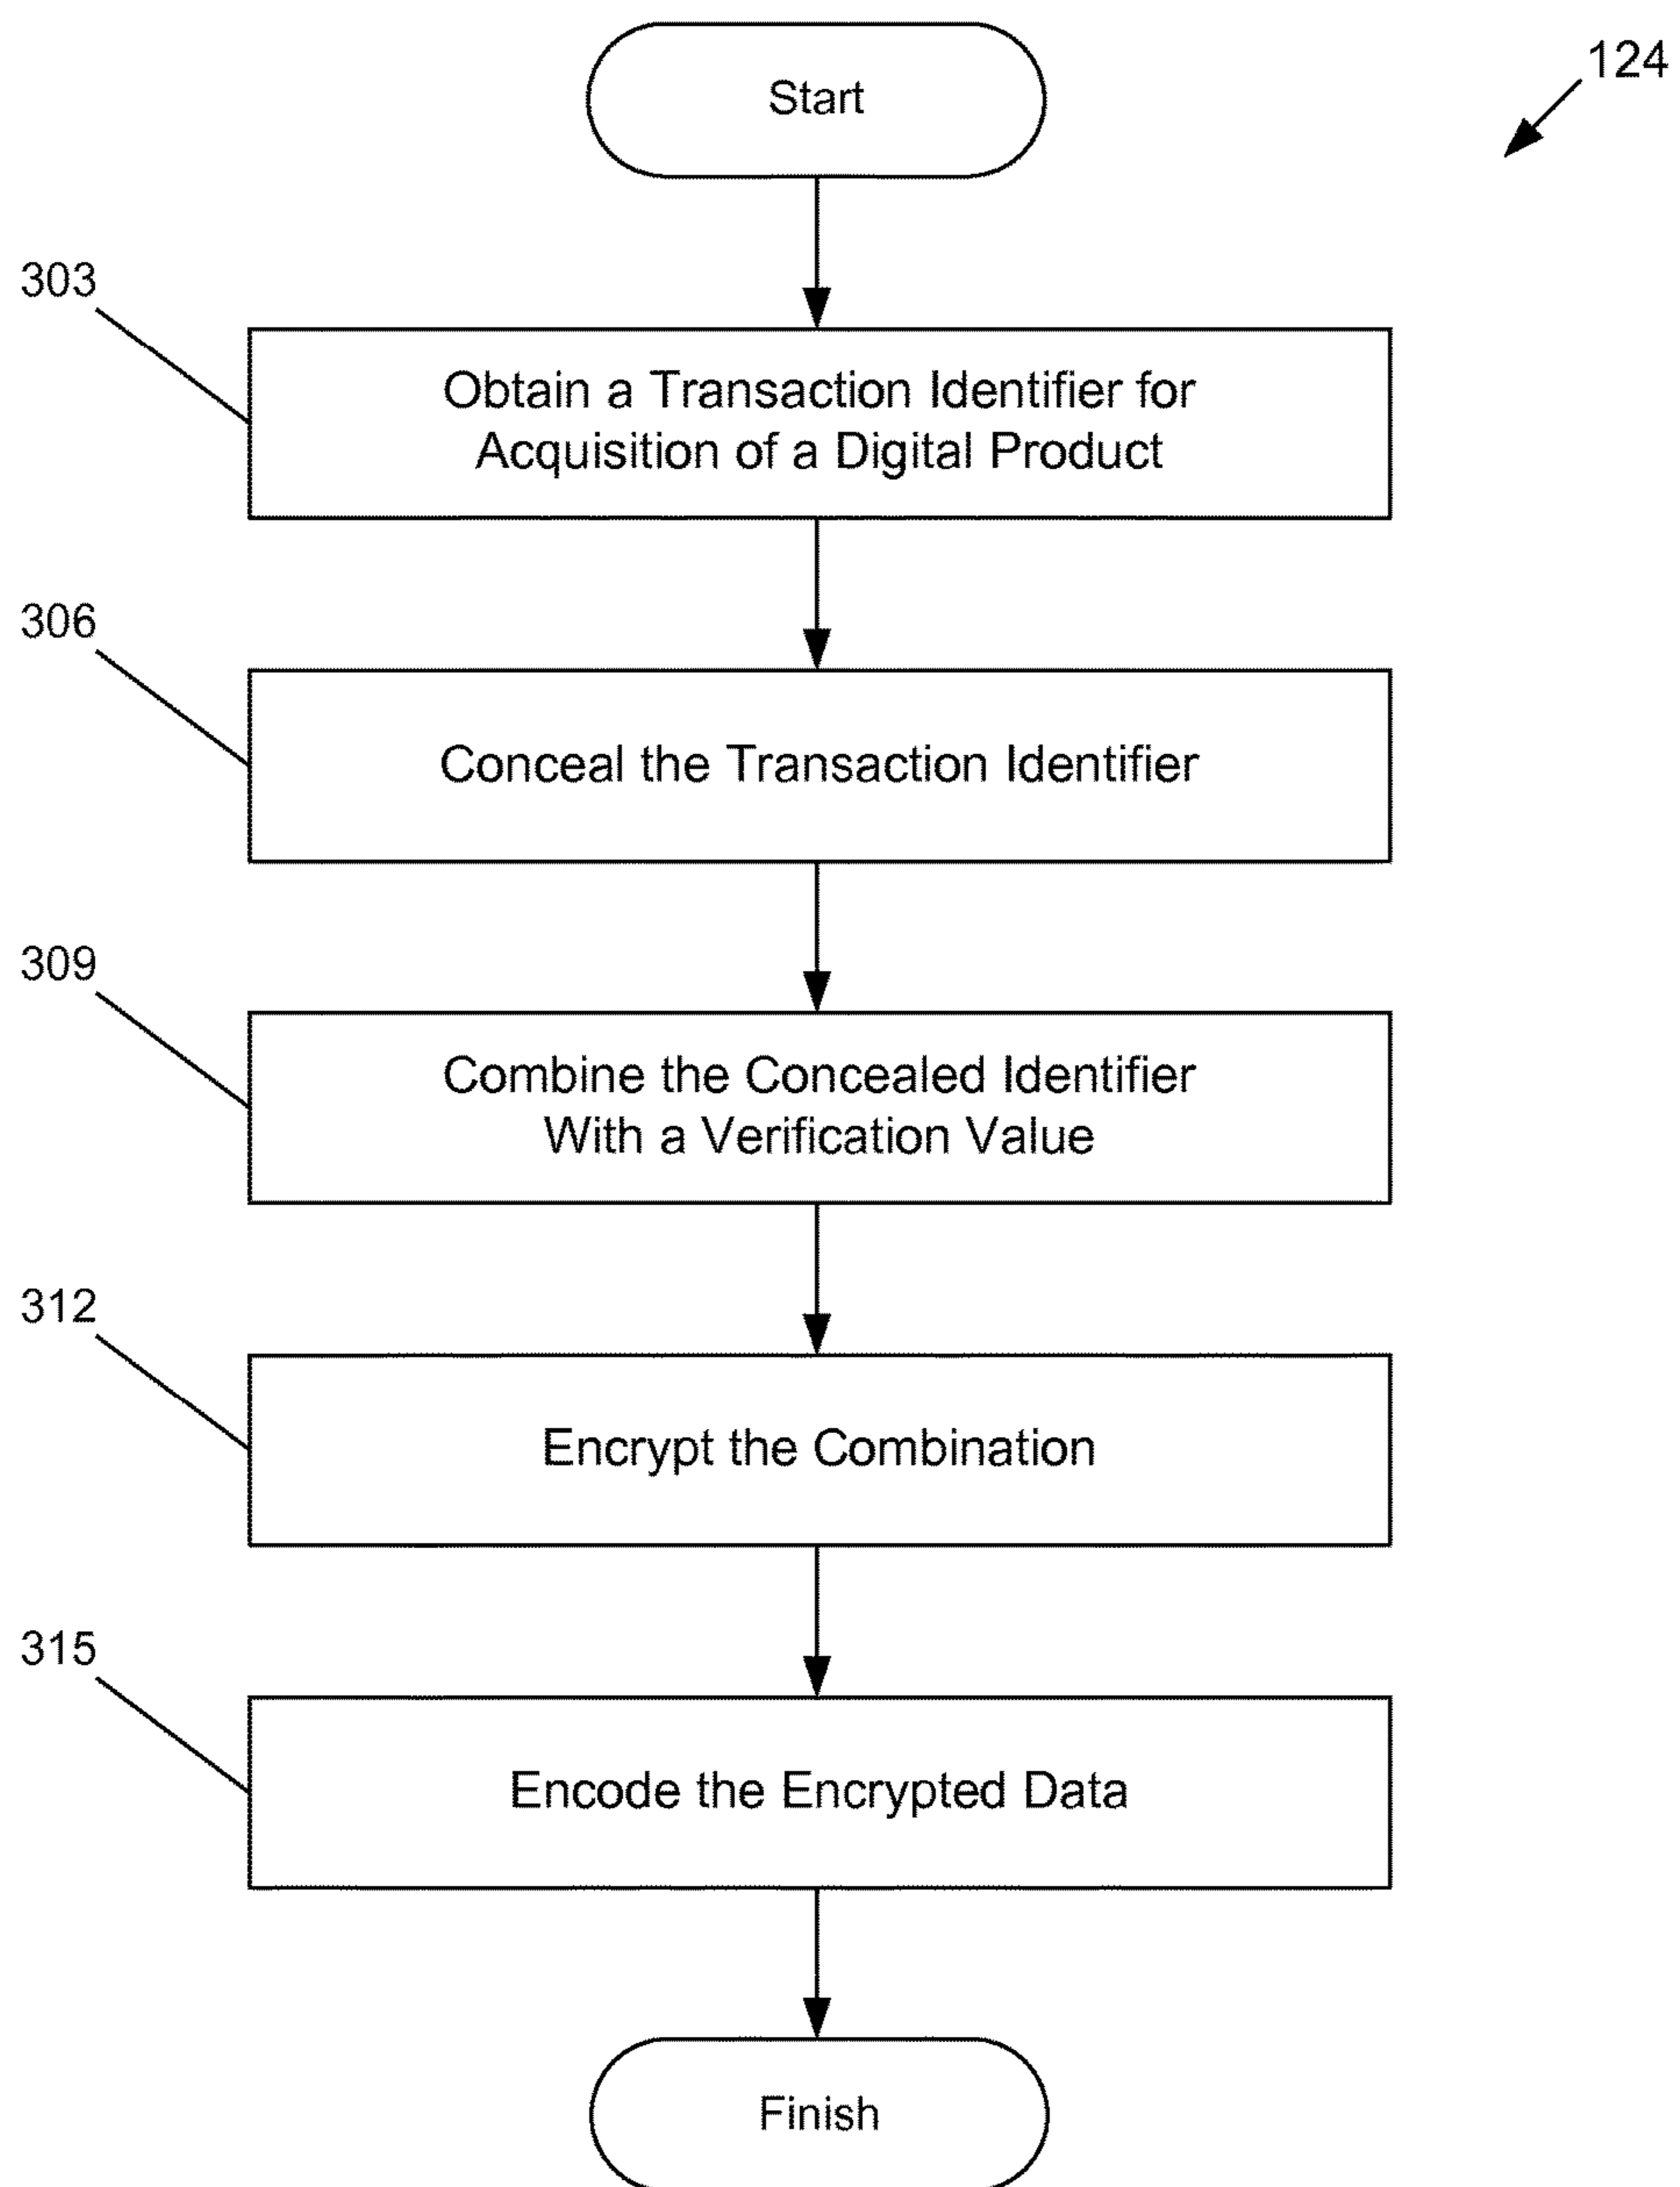 Start
124
303
Obtain a Transaction Identifier for
Acquisition of a Digital Product
306
Conceal the Transaction Identifier
309
Combine the Concealed Identifier
With a Verification Value
312
Encrypt the Combination
315
Encode the Encrypted Data
Finish